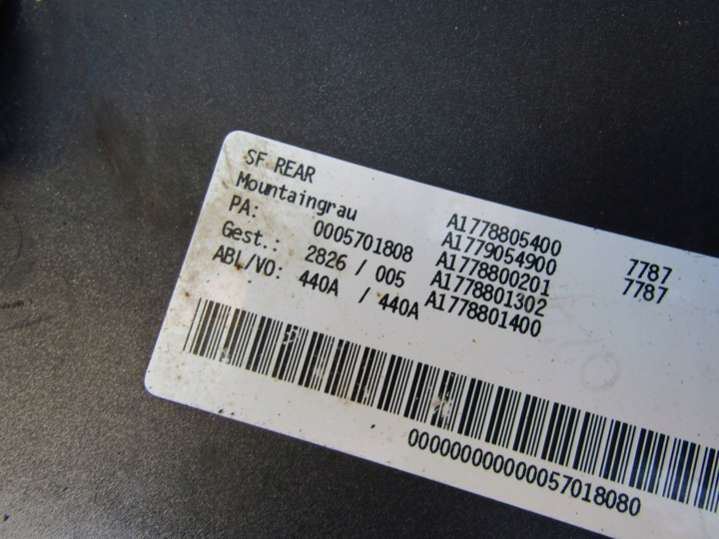 SF REAR
Mountaingrau
PA: 0005701808
Gest.: 2826 / 005
ABL/VO: 440A / 440A
A1778805400 7787
A1779054900 7787
A1778800201
A1778801302
A1778801400
000000000000057018080